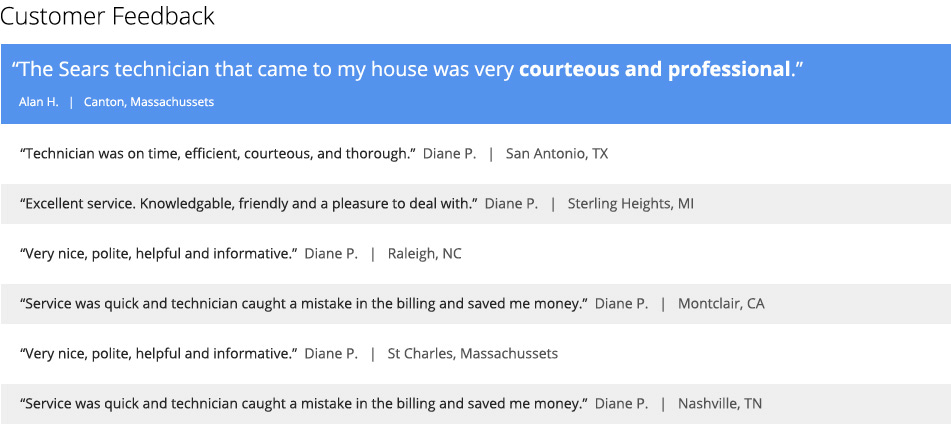 Customer Feedback
“The Sears technician that came to my house was very courteous and professional.”
Alan H. | Canton, Massachussets
“Technician was on time, efficient, courteous, and thorough.” Diane P. | San Antonio, TX
“Excellent service. Knowledgable, friendly and a pleasure to deal with.” Diane P. | Sterling Heights, MI
“Very nice, polite, helpful and informative.” Diane P. | Raleigh, NC
“Service was quick and technician caught a mistake in the billing and saved me money.” Diane P. | Montclair, CA
“Very nice, polite, helpful and informative.” Diane P. | St Charles, Massachussets
“Service was quick and technician caught a mistake in the billing and saved me money.” Diane P. | Nashville, TN